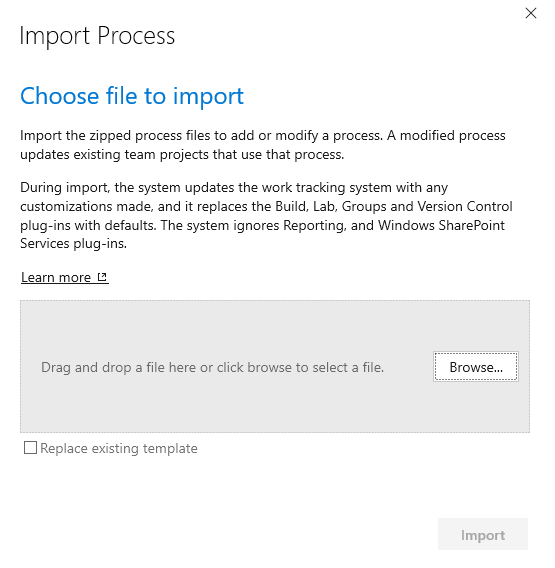 Import Process
Choose file to import
Import the zipped process files to add or modify a process. A modified process
updates existing team projects that use that process.
During import, the system updates the work tracking system with any
customizations made, and it replaces the Build, Lab, Groups and Version Control
plug-ins with defaults. The system ignores Reporting, and Windows SharePoint
Services plug-ins.
Learn more
Drag and drop a file here or click browse to select a file.
Browse...
Replace existing template
Import